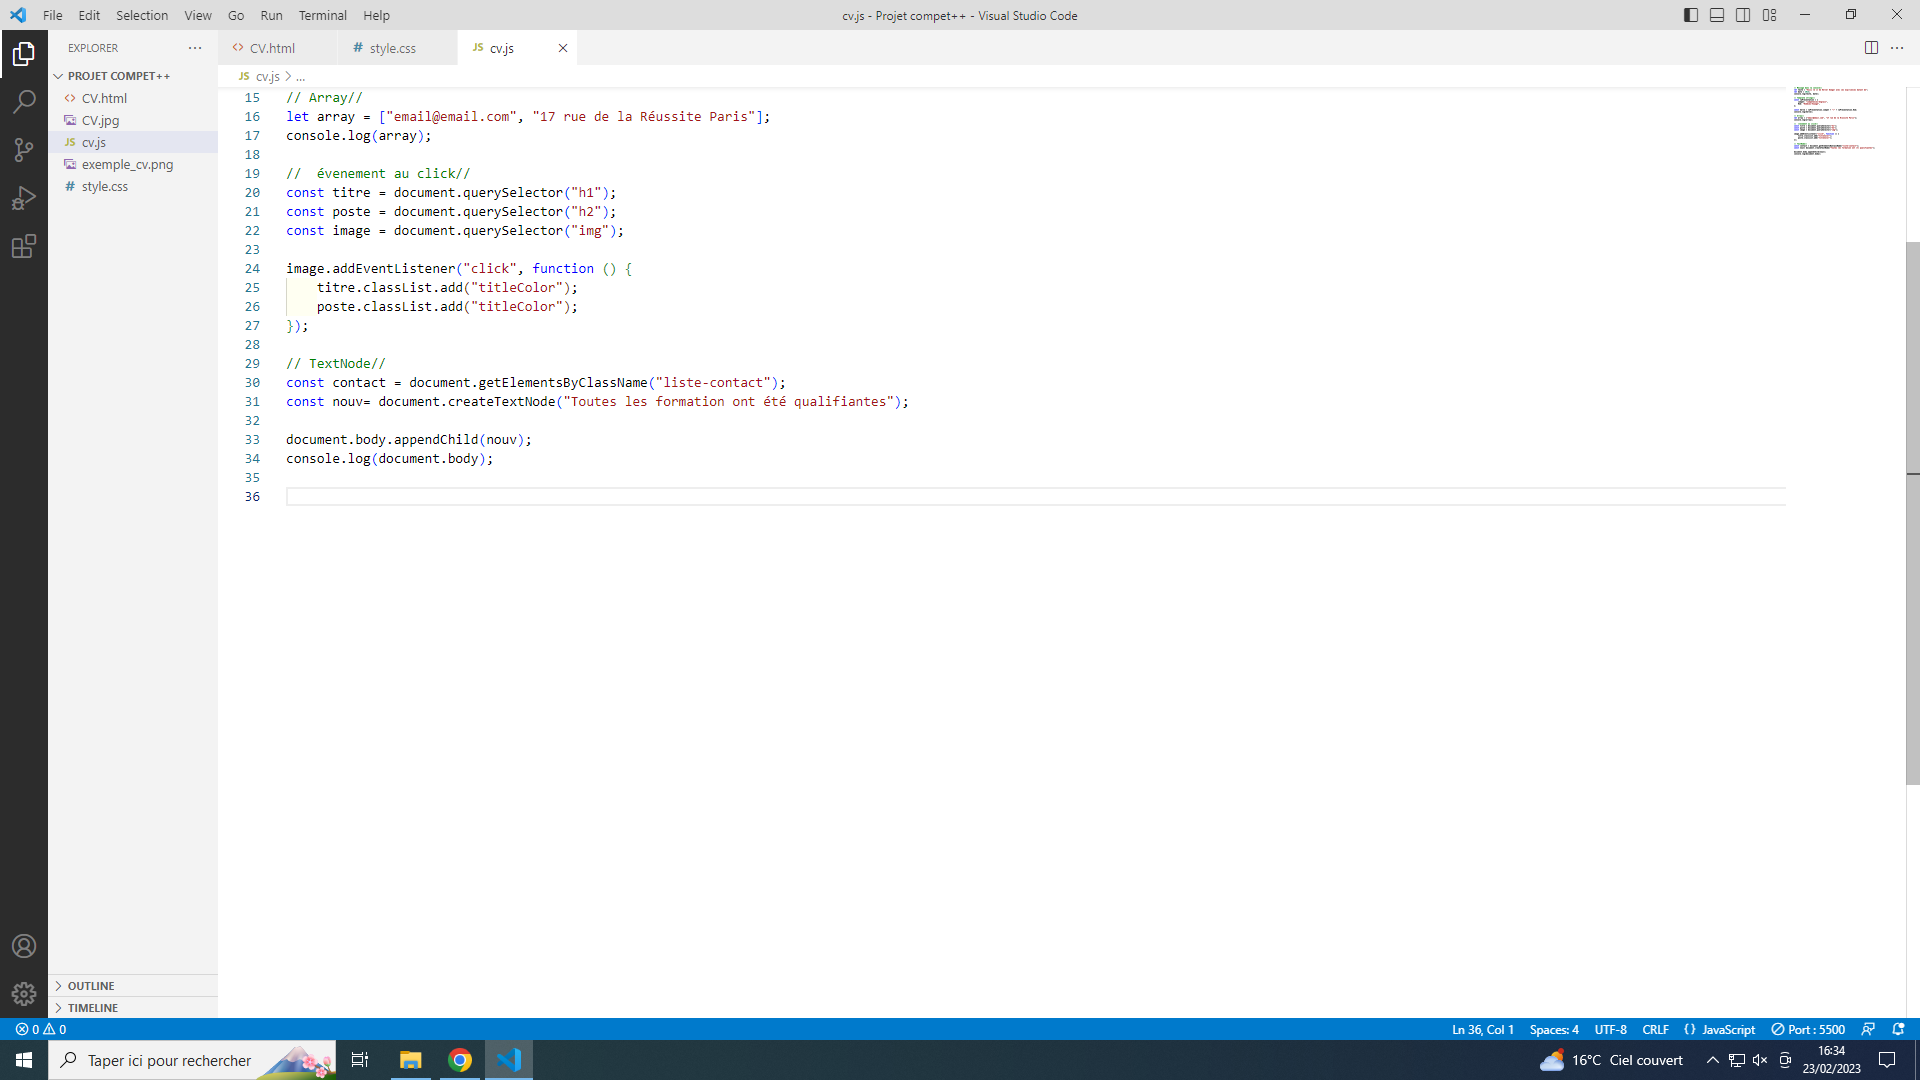 File Edit Selection View Go Run Terminal Help
cv.js - Projet compet++ - Visual Studio Code
EXPLORER
PROJET COMPET++
CV.html
CV.jpg
cv.js
exemple_cv.png
style.css
OUTLINE
TIMELINE
CV.html style.css cv.js
cv.js > ...
15 // Array//
16 let array = ["email@email.com", "17 rue de la Réussite Paris"];
17 console.log(array);
18
19 //  évenement au click//
20 const titre = document.querySelector("h1");
21 const poste = document.querySelector("h2");
22 const image = document.querySelector("img");
23
24 image.addEventListener("click", function () {
25     titre.classList.add("titleColor");
26     poste.classList.add("titleColor");
27 });
28
29 // TextNode//
30 const contact = document.getElementsByClassName("liste-contact");
31 const nouv= document.createTextNode("Toutes les formation ont été qualifiantes");
32
33 document.body.appendChild(nouv);
34 console.log(document.body);
35
36
0 0 Ln 36, Col 1 Spaces: 4 UTF-8 CRLF {} JavaScript Port : 5500
Taper ici pour rechercher
16°C Ciel couvert
16:34
23/02/2023